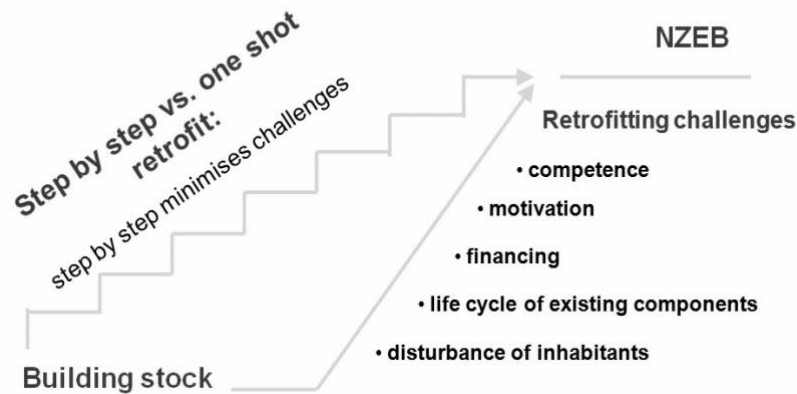 Step by step vs. one shot
retrofit:
step by step minimises challenges
NZEB
Retrofitting challenges
• competence
• motivation
• financing
• life cycle of existing components
• disturbance of inhabitants
Building stock